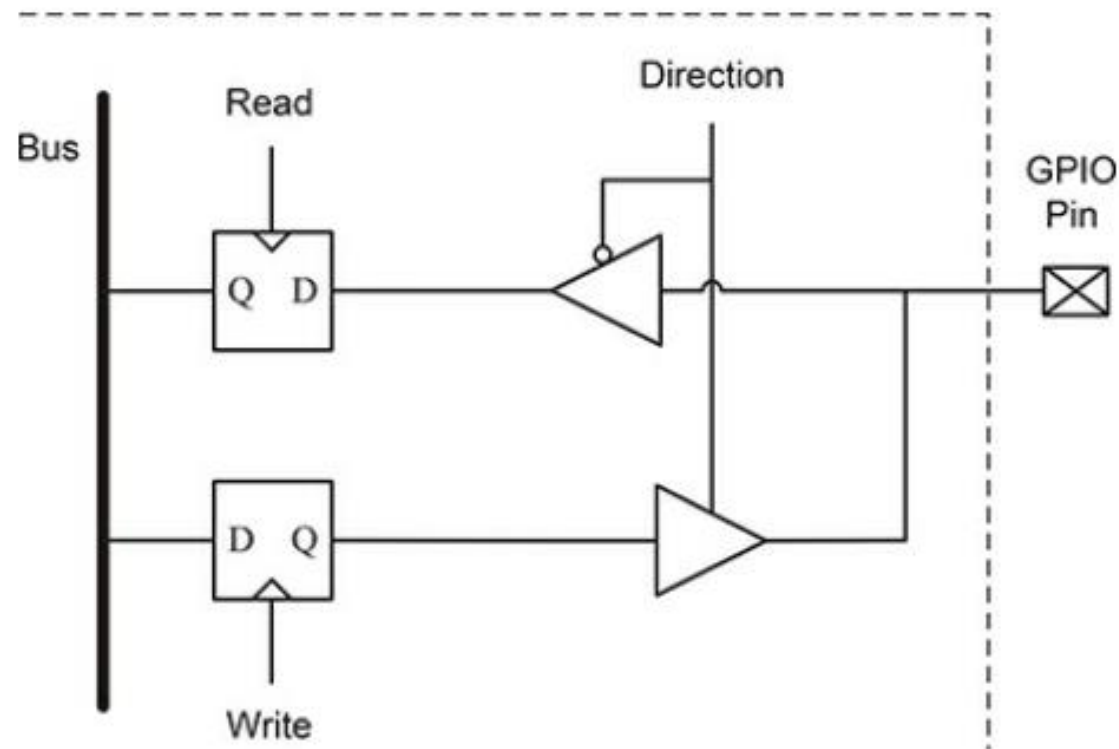 Direction
Read
Bus
GPIO
Pin
Q D
D Q
Write